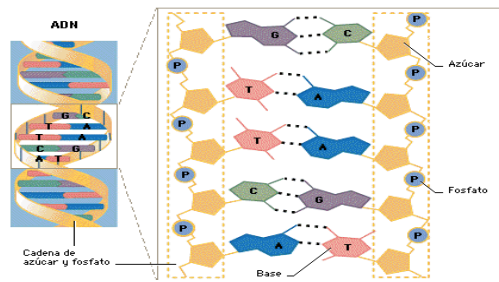 ADN
G C
T A
T A
C G
A T
Cadena de
azúcar y fosfato
P G C
P P
T A Azúcar
P P
T A
P P
C G
P P Fosfato
A T P
Base